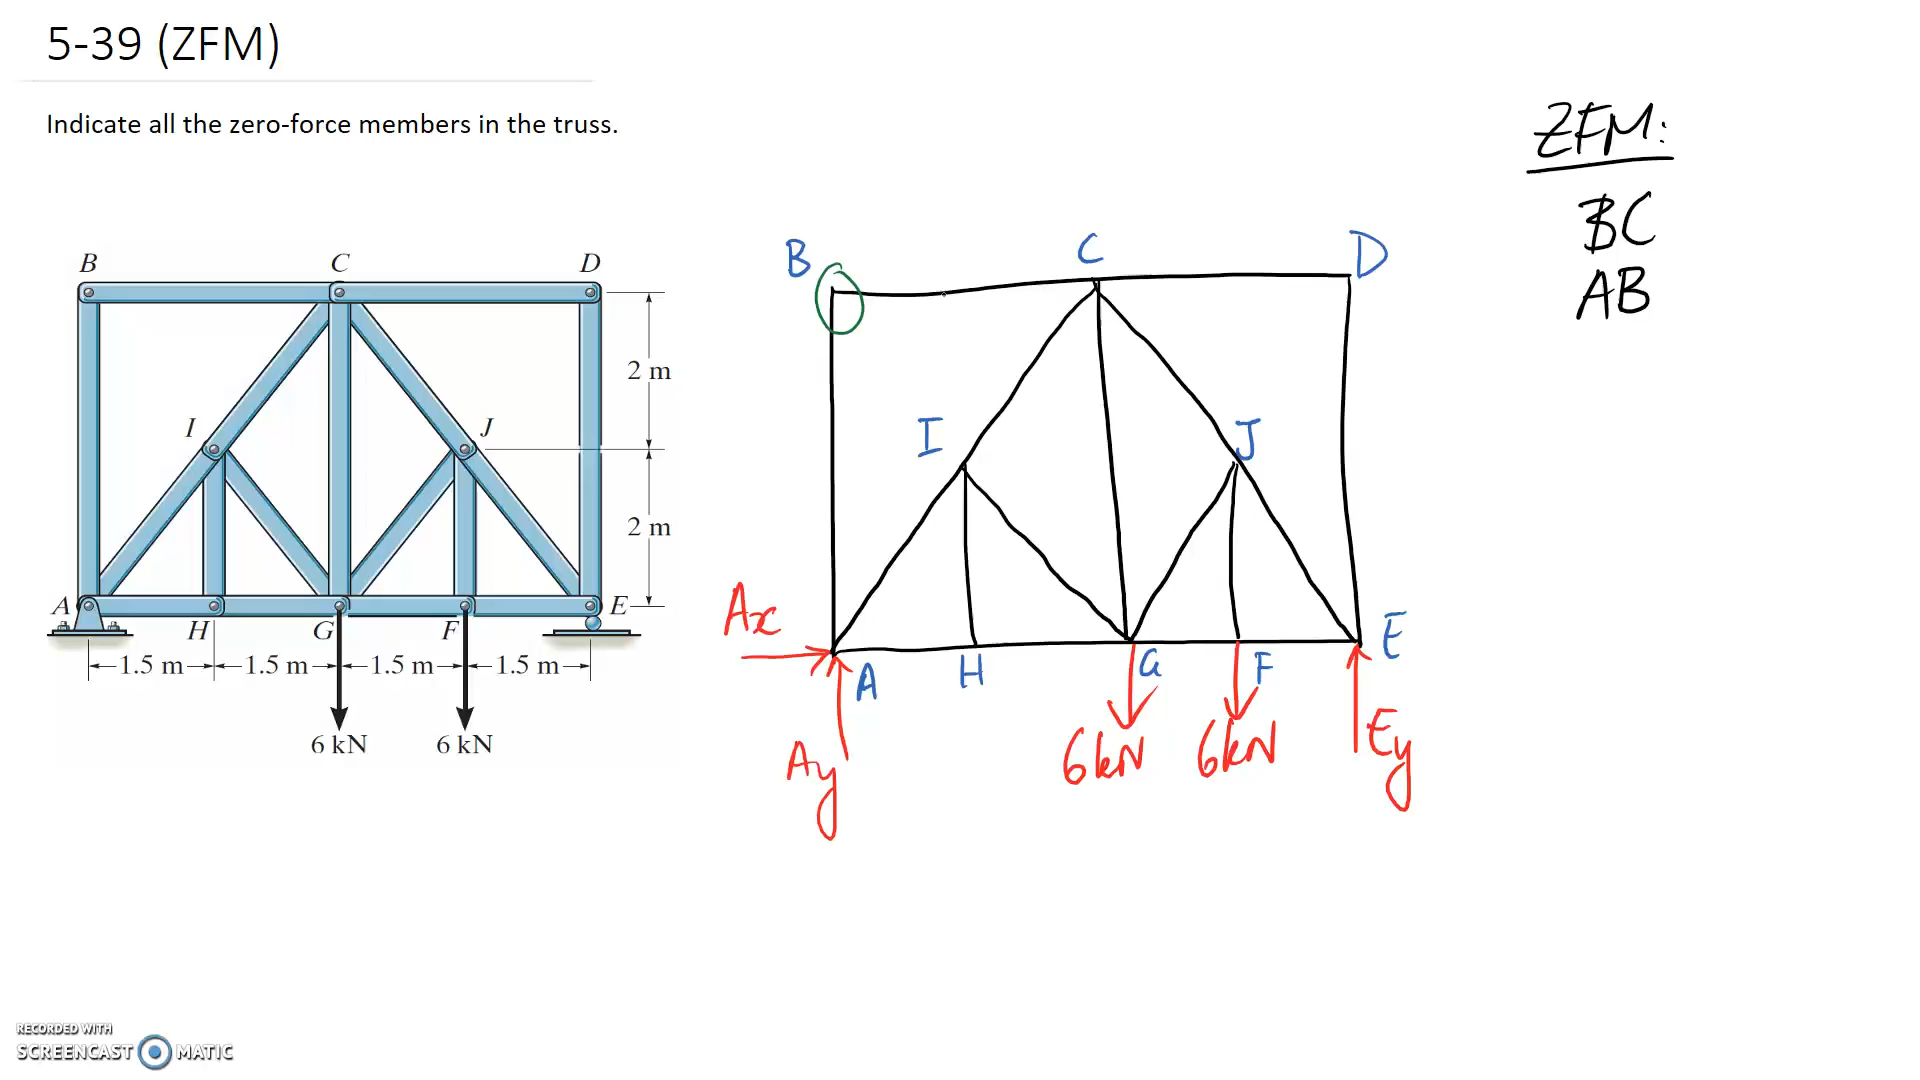 5-39 (ZFM)
Indicate all the zero-force members in the truss.
ZFM:
BC
AB
B C D
2 m
I J
2 m
A E
H G F
1.5 m 1.5 m 1.5 m 1.5 m
6 kN 6 kN
B C D
I J
Ax
A H G F E
Ay
6kN 6kN Ey
RECORDED WITH
SCREENCAST MATIC